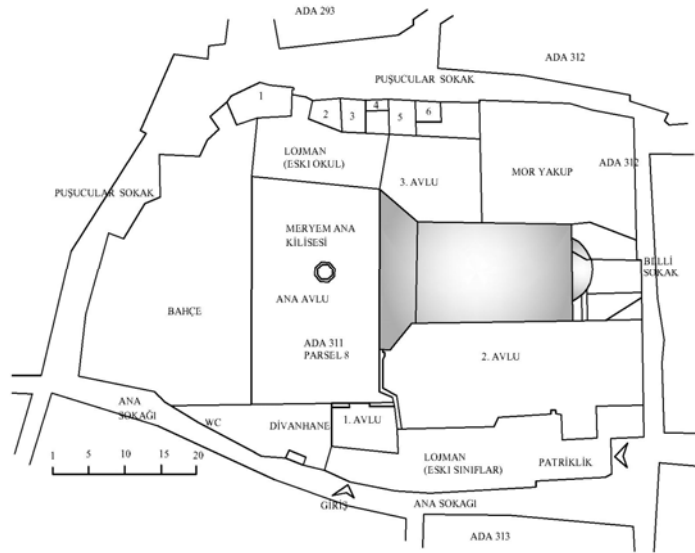 ADA 293
ADA 312
PUŞUCULAR SOKAK
1
2
3
4
5
6
LOJMAN
(ESKI OKUL)
3. AVLU
MOR YAKUP
ADA 312
PUŞUCULAR SOKAK
MERYEM ANA
KİLİSESİ
BELLİ
SOKAK
BAHÇE
ANA AVLU
ADA 311
PARSEL 8
2. AVLU
ANA
SOKAĞI
WC
DİVANHANE
1. AVLU
LOJMAN
(ESKI SINIFLAR)
PATRİKLİK
1 5 10 15 20
GİRİŞ
ANA SOKAGI
ADA 313